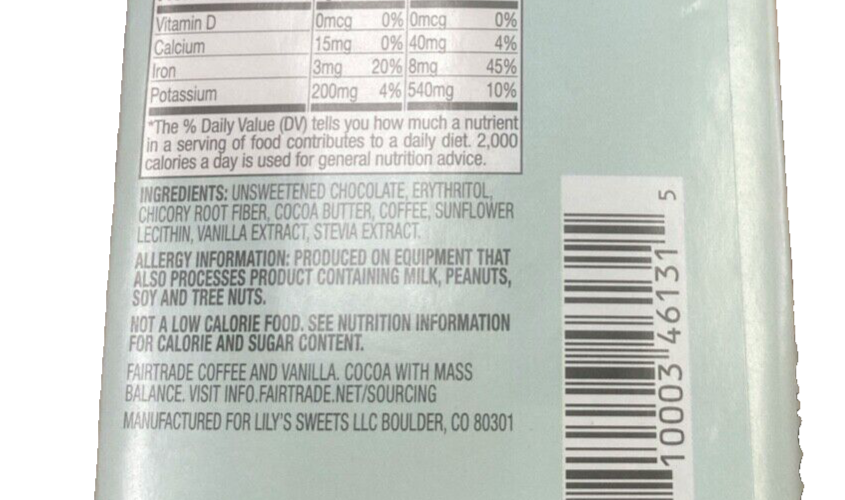 Vitamin D 0mcg 0% 0mcg 0%
Calcium 15mg 0% 40mg 4%
Iron 3mg 20% 8mg 45%
Potassium 200mg 4% 540mg 10%
*The % Daily Value (DV) tells you how much a nutrient
in a serving of food contributes to a daily diet. 2,000
calories a day is used for general nutrition advice.
INGREDIENTS: UNSWEETENED CHOCOLATE, ERYTHRITOL,
CHICORY ROOT FIBER, COCOA BUTTER, COFFEE, SUNFLOWER
LECITHIN, VANILLA EXTRACT, STEVIA EXTRACT.
ALLERGY INFORMATION: PRODUCED ON EQUIPMENT THAT
ALSO PROCESSES PRODUCT CONTAINING MILK, PEANUTS,
SOY AND TREE NUTS.
NOT A LOW CALORIE FOOD. SEE NUTRITION INFORMATION
FOR CALORIE AND SUGAR CONTENT.
FAIRTRADE COFFEE AND VANILLA. COCOA WITH MASS
BALANCE. VISIT INFO.FAIRTRADE.NET/SOURCING
MANUFACTURED FOR LILY'S SWEETS LLC BOULDER, CO 80301
10003 46131 5